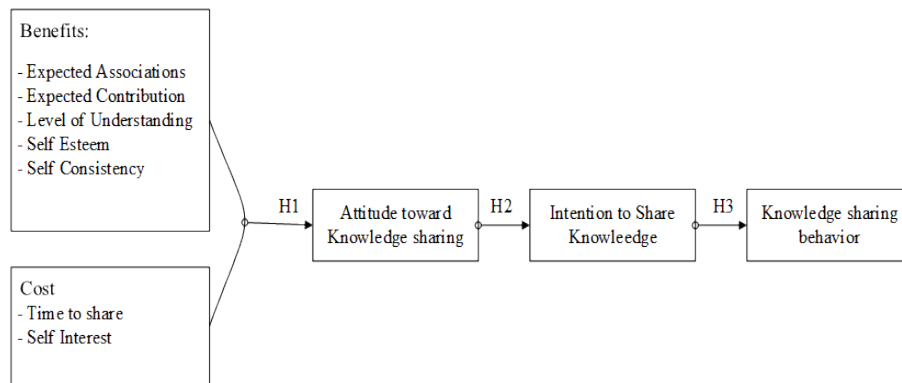 Benefits:
- Expected Associations
- Expected Contribution
- Level of Understanding
- Self Esteem
- Self Consistency
Cost
- Time to share
- Self Interest
H1
Attitude toward
Knowledge sharing
H2
Intention to Share
Knowleedge
H3
Knowledge sharing
behavior